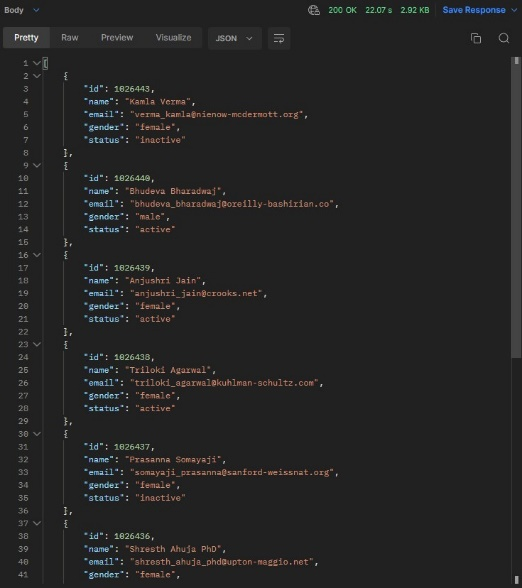 Body 200 OK 22.07 s 2.92 KB Save Response
Pretty Raw Preview Visualize JSON
1 [
2 {
3 "id": 1026443,
4 "name": "Kamla Verma",
5 "email": "verma_kamla@nienow-mcdermott.org",
6 "gender": "female",
7 "status": "inactive"
8 },
9 {
10 "id": 1026440,
11 "name": "Bhudeva Bharadwaj",
12 "email": "bhudeva_bharadwaj@oreilly-bashirian.co",
13 "gender": "male",
14 "status": "active"
15 },
16 {
17 "id": 1026439,
18 "name": "Anjushri Jain",
19 "email": "anjushri_jain@crooks.net",
20 "gender": "female",
21 "status": "active"
22 },
23 {
24 "id": 1026438,
25 "name": "Triloki Agarwal",
26 "email": "triloki_agarwal@kuhlman-schultz.com",
27 "gender": "female",
28 "status": "active"
29 },
30 {
31 "id": 1026437,
32 "name": "Prasanna Somayaji",
33 "email": "somayaji_prasanna@sanford-weissnat.org",
34 "gender": "female",
35 "status": "inactive"
36 },
37 {
38 "id": 1026436,
39 "name": "Shresth Ahuja PhD",
40 "email": "shresth_ahuja_phd@upton-maggio.net",
41 "gender": "female",